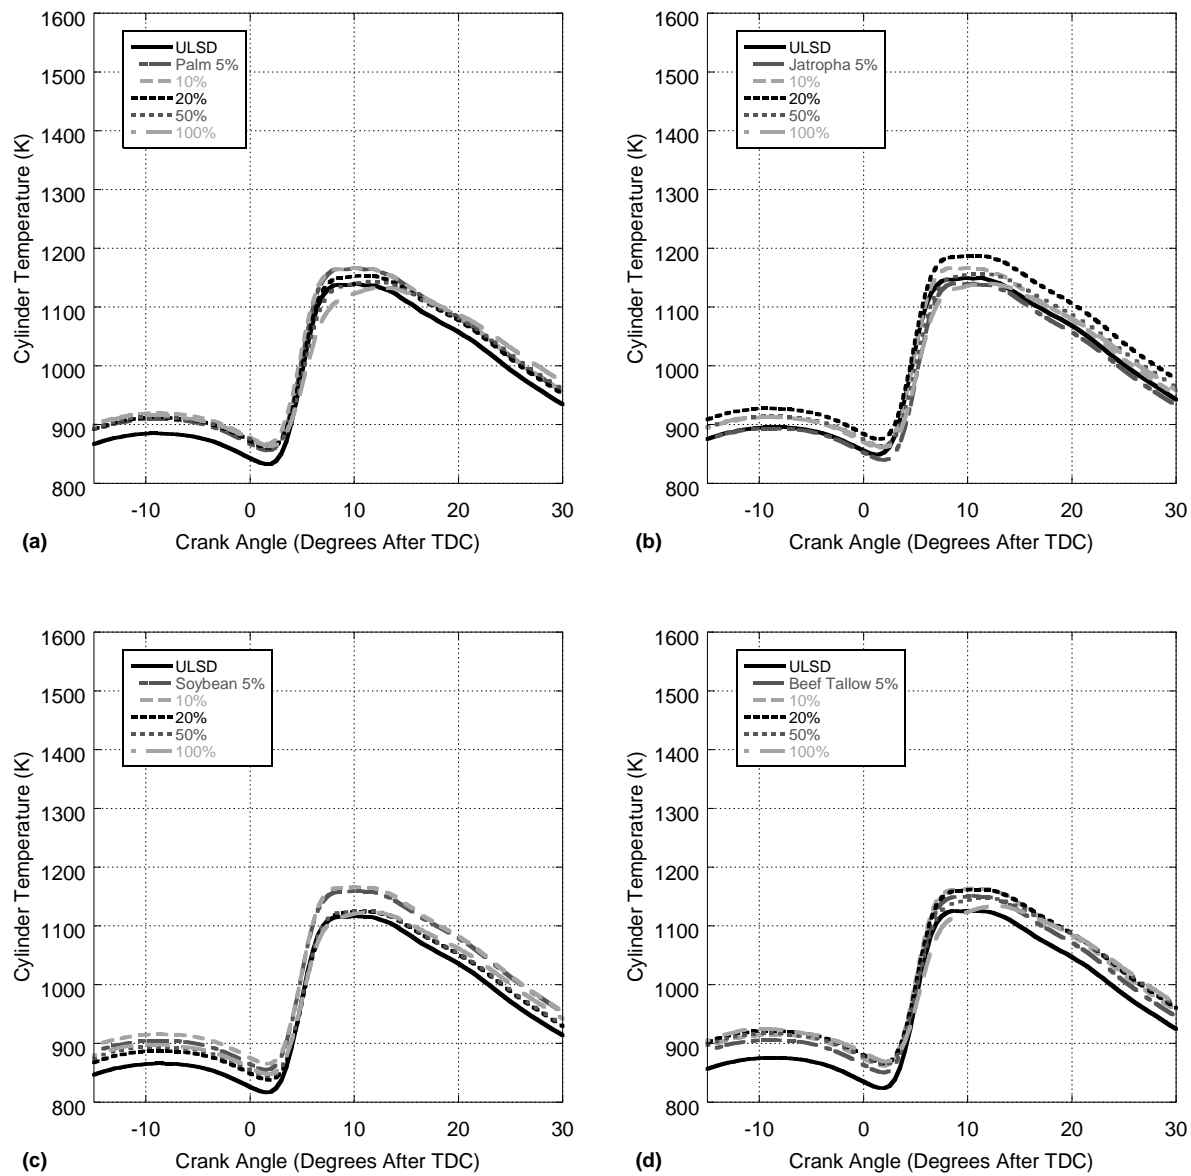 1600
1500
1400
1300
1200
1100
1000
900
800
Cylinder Temperature (K)
ULSD
Palm 5%
10%
20%
50%
100%
-10 0 10 20 30
(a) Crank Angle (Degrees After TDC)
1600
1500
1400
1300
1200
1100
1000
900
800
Cylinder Temperature (K)
ULSD
Jatropha 5%
10%
20%
50%
100%
-10 0 10 20 30
(b) Crank Angle (Degrees After TDC)
1600
1500
1400
1300
1200
1100
1000
900
800
Cylinder Temperature (K)
ULSD
Soybean 5%
10%
20%
50%
100%
-10 0 10 20 30
(c) Crank Angle (Degrees After TDC)
1600
1500
1400
1300
1200
1100
1000
900
800
Cylinder Temperature (K)
ULSD
Beef Tallow 5%
10%
20%
50%
100%
-10 0 10 20 30
(d) Crank Angle (Degrees After TDC)